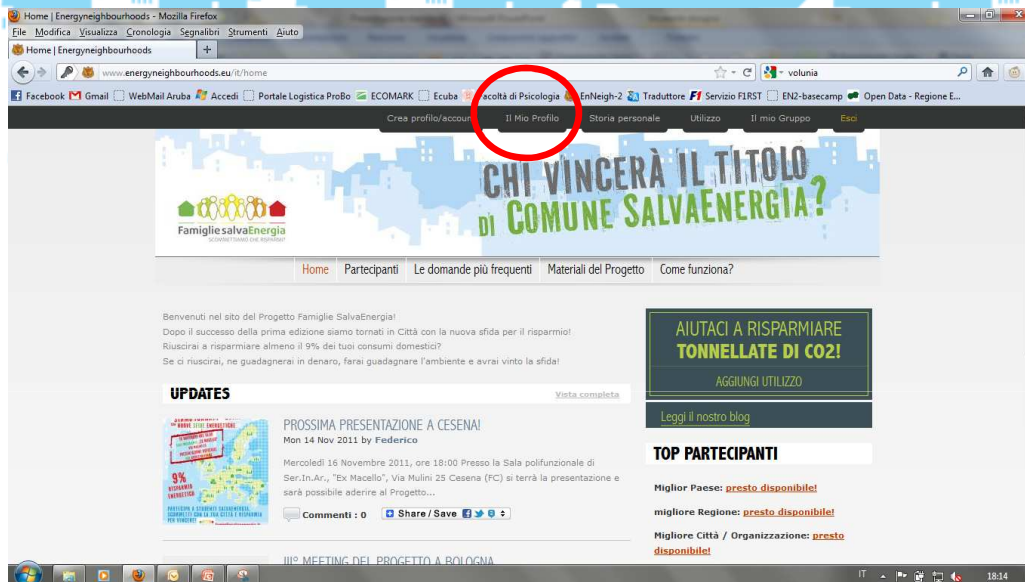 Home | Energyneighbourhoods - Mozilla Firefox
File Modifica Visualizza Cronologia Segnalibri Strumenti Aiuto
Home | Energyneighbourhoods
www.energyneighbourhoods.eu/it/home
volunia
Facebook Gmail WebMail Aruba Accedi Portale Logistica ProBo ECOMARK Ecuba Facoltà di Psicologia EnNeigh-2 Traduttore Servizio F1RST EN2-basecamp Open Data - Regione E...
Crea profilo/account Il Mio Profilo Storia personale Utilizzo Il mio Gruppo Esci
CHI VINCERÀ IL TITOLO
DI COMUNE SALVAENERGIA?
Famiglie salvaEnergia
Home Partecipanti Le domande più frequenti Materiali del Progetto Come funziona?
Benvenuti nel sito del Progetto Famiglie SalvaEnergia!
Dopo il successo della prima edizione siamo tornati in Città con la nuova sfida per il risparmio!
Riuscirai a risparmiare almeno il 9% dei tuoi consumi domestici?
Se ci riuscirai, ne guadagnerai in denaro, farai guadagnare l'ambiente e avrai vinto la sfida!
AIUTACI A RISPARMIARE
TONNELLATE DI CO2!
AGGIUNGI UTILIZZO
UPDATES
Vista completa
Leggi il nostro blog
9%
PROSSIMA PRESENTAZIONE A CESENA!
Mon 14 Nov 2011 by Federico
Mercoledì 16 Novembre 2011, ore 18:00 Presso la Sala polifunzionale di
Ser.In.Ar., "Ex Macello", Via Mulini 25 Cesena (FC) si terrà la presentazione e
sarà possibile aderire al Progetto...
Commenti : 0 Share / Save
TOP PARTECIPANTI
Miglior Paese: presto disponibile!
migliore Regione: presto disponibile!
Migliore Città / Organizzazione: presto
disponibile!
III° MEETING DEL PROGETTO A BOLOGNA
IT 18:14